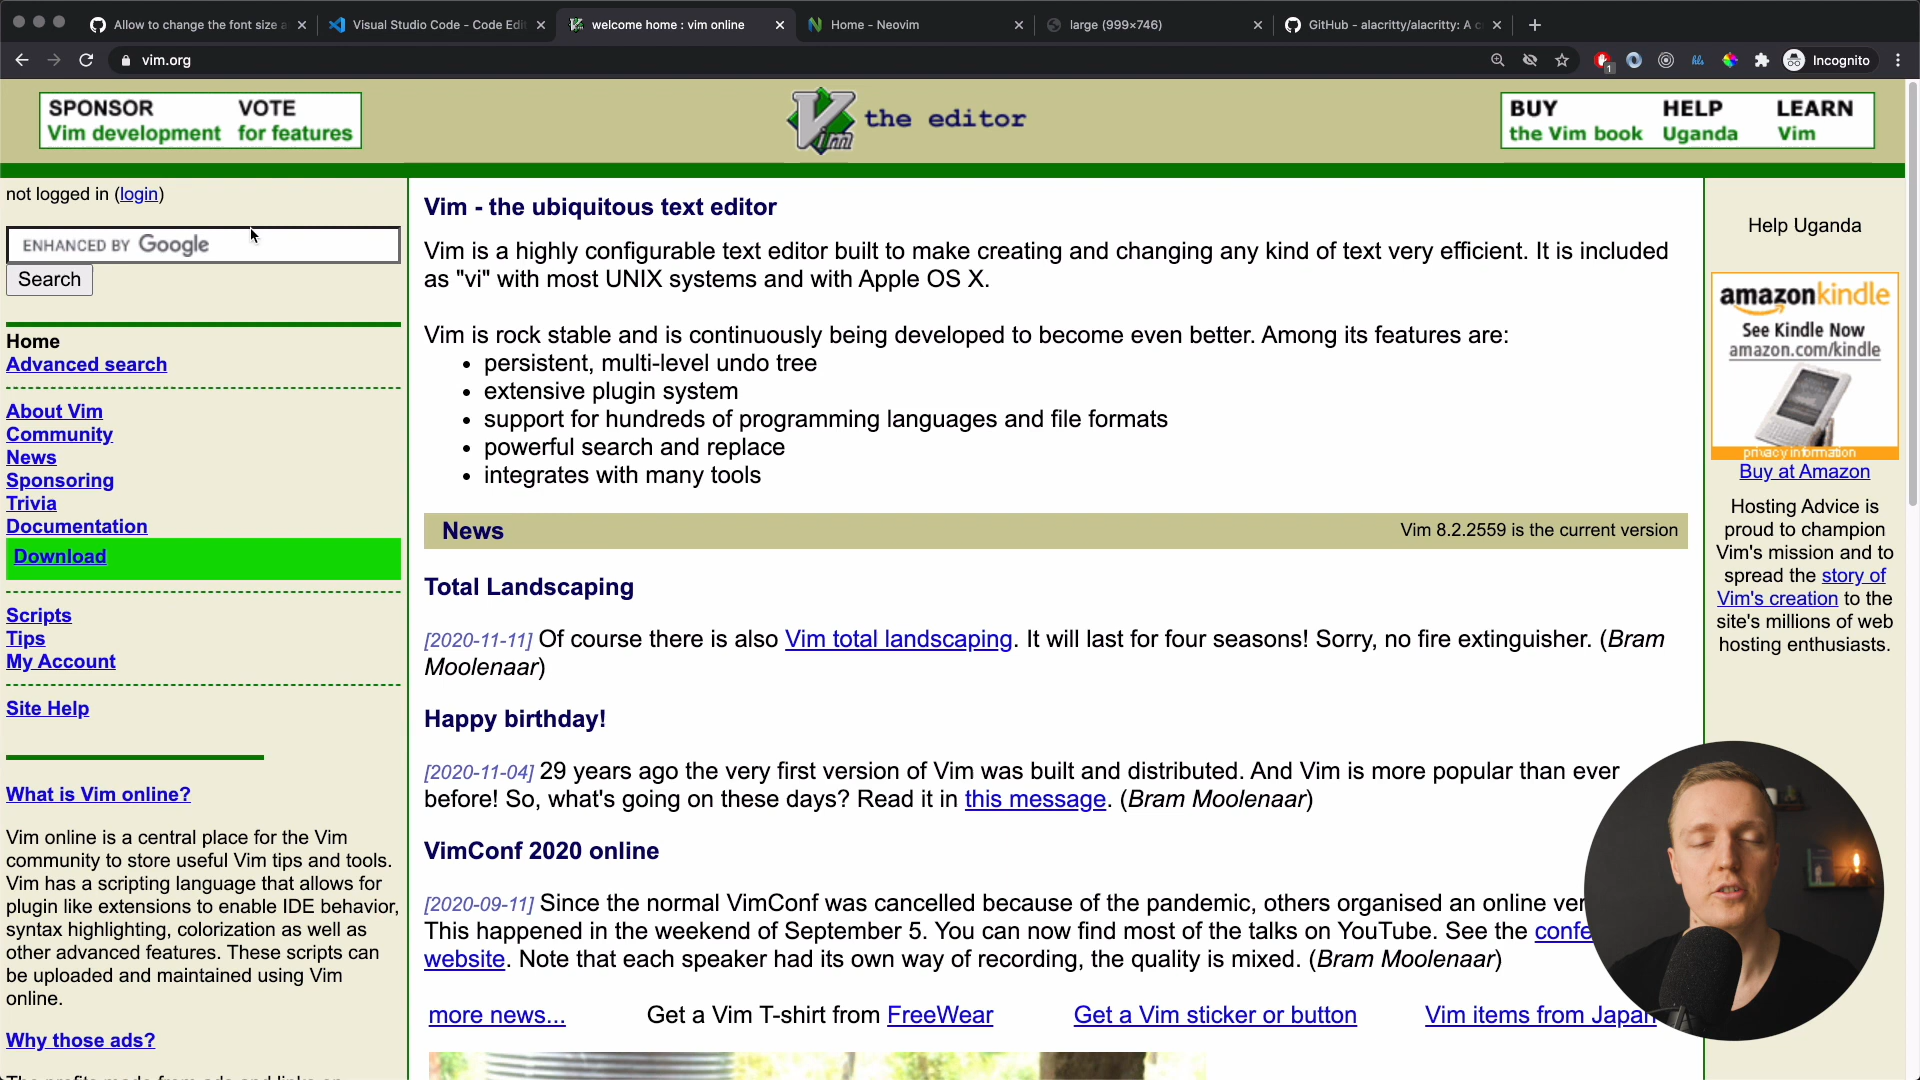 Allow to change the font size a
Visual Studio Code - Code Edit
welcome home : vim online
Home - Neovim
large (999×746)
GitHub - alacritty/alacritty: A c
vim.org
1
Incognito
SPONSOR VOTE
Vim development for features
Vim the editor
BUY HELP LEARN
the Vim book Uganda Vim
not logged in (login)
ENHANCED BY Google
Search
Home
Advanced search
About Vim
Community
News
Sponsoring
Trivia
Documentation
Download
Scripts
Tips
My Account
Site Help
What is Vim online?
Vim online is a central place for the Vim
community to store useful Vim tips and tools.
Vim has a scripting language that allows for
plugin like extensions to enable IDE behavior,
syntax highlighting, colorization as well as
other advanced features. These scripts can
be uploaded and maintained using Vim
online.
Why those ads?
Vim - the ubiquitous text editor
Vim is a highly configurable text editor built to make creating and changing any kind of text very efficient. It is included
as "vi" with most UNIX systems and with Apple OS X.
Vim is rock stable and is continuously being developed to become even better. Among its features are:
• persistent, multi-level undo tree
• extensive plugin system
• support for hundreds of programming languages and file formats
• powerful search and replace
• integrates with many tools
News
Vim 8.2.2559 is the current version
Total Landscaping
[2020-11-11] Of course there is also Vim total landscaping. It will last for four seasons! Sorry, no fire extinguisher. (Bram
Moolenaar)
Happy birthday!
[2020-11-04] 29 years ago the very first version of Vim was built and distributed. And Vim is more popular than ever
before! So, what's going on these days? Read it in this message. (Bram Moolenaar)
VimConf 2020 online
[2020-09-11] Since the normal VimConf was cancelled because of the pandemic, others organised an online ver
This happened in the weekend of September 5. You can now find most of the talks on YouTube. See the confe
website. Note that each speaker had its own way of recording, the quality is mixed. (Bram Moolenaar)
more news...
Get a Vim T-shirt from FreeWear
Get a Vim sticker or button
Vim items from Japan
Help Uganda
amazonkindle
See Kindle Now
amazon.com/kindle
privacy information
Buy at Amazon
Hosting Advice is
proud to champion
Vim's mission and to
spread the story of
Vim's creation to the
site's millions of web
hosting enthusiasts.